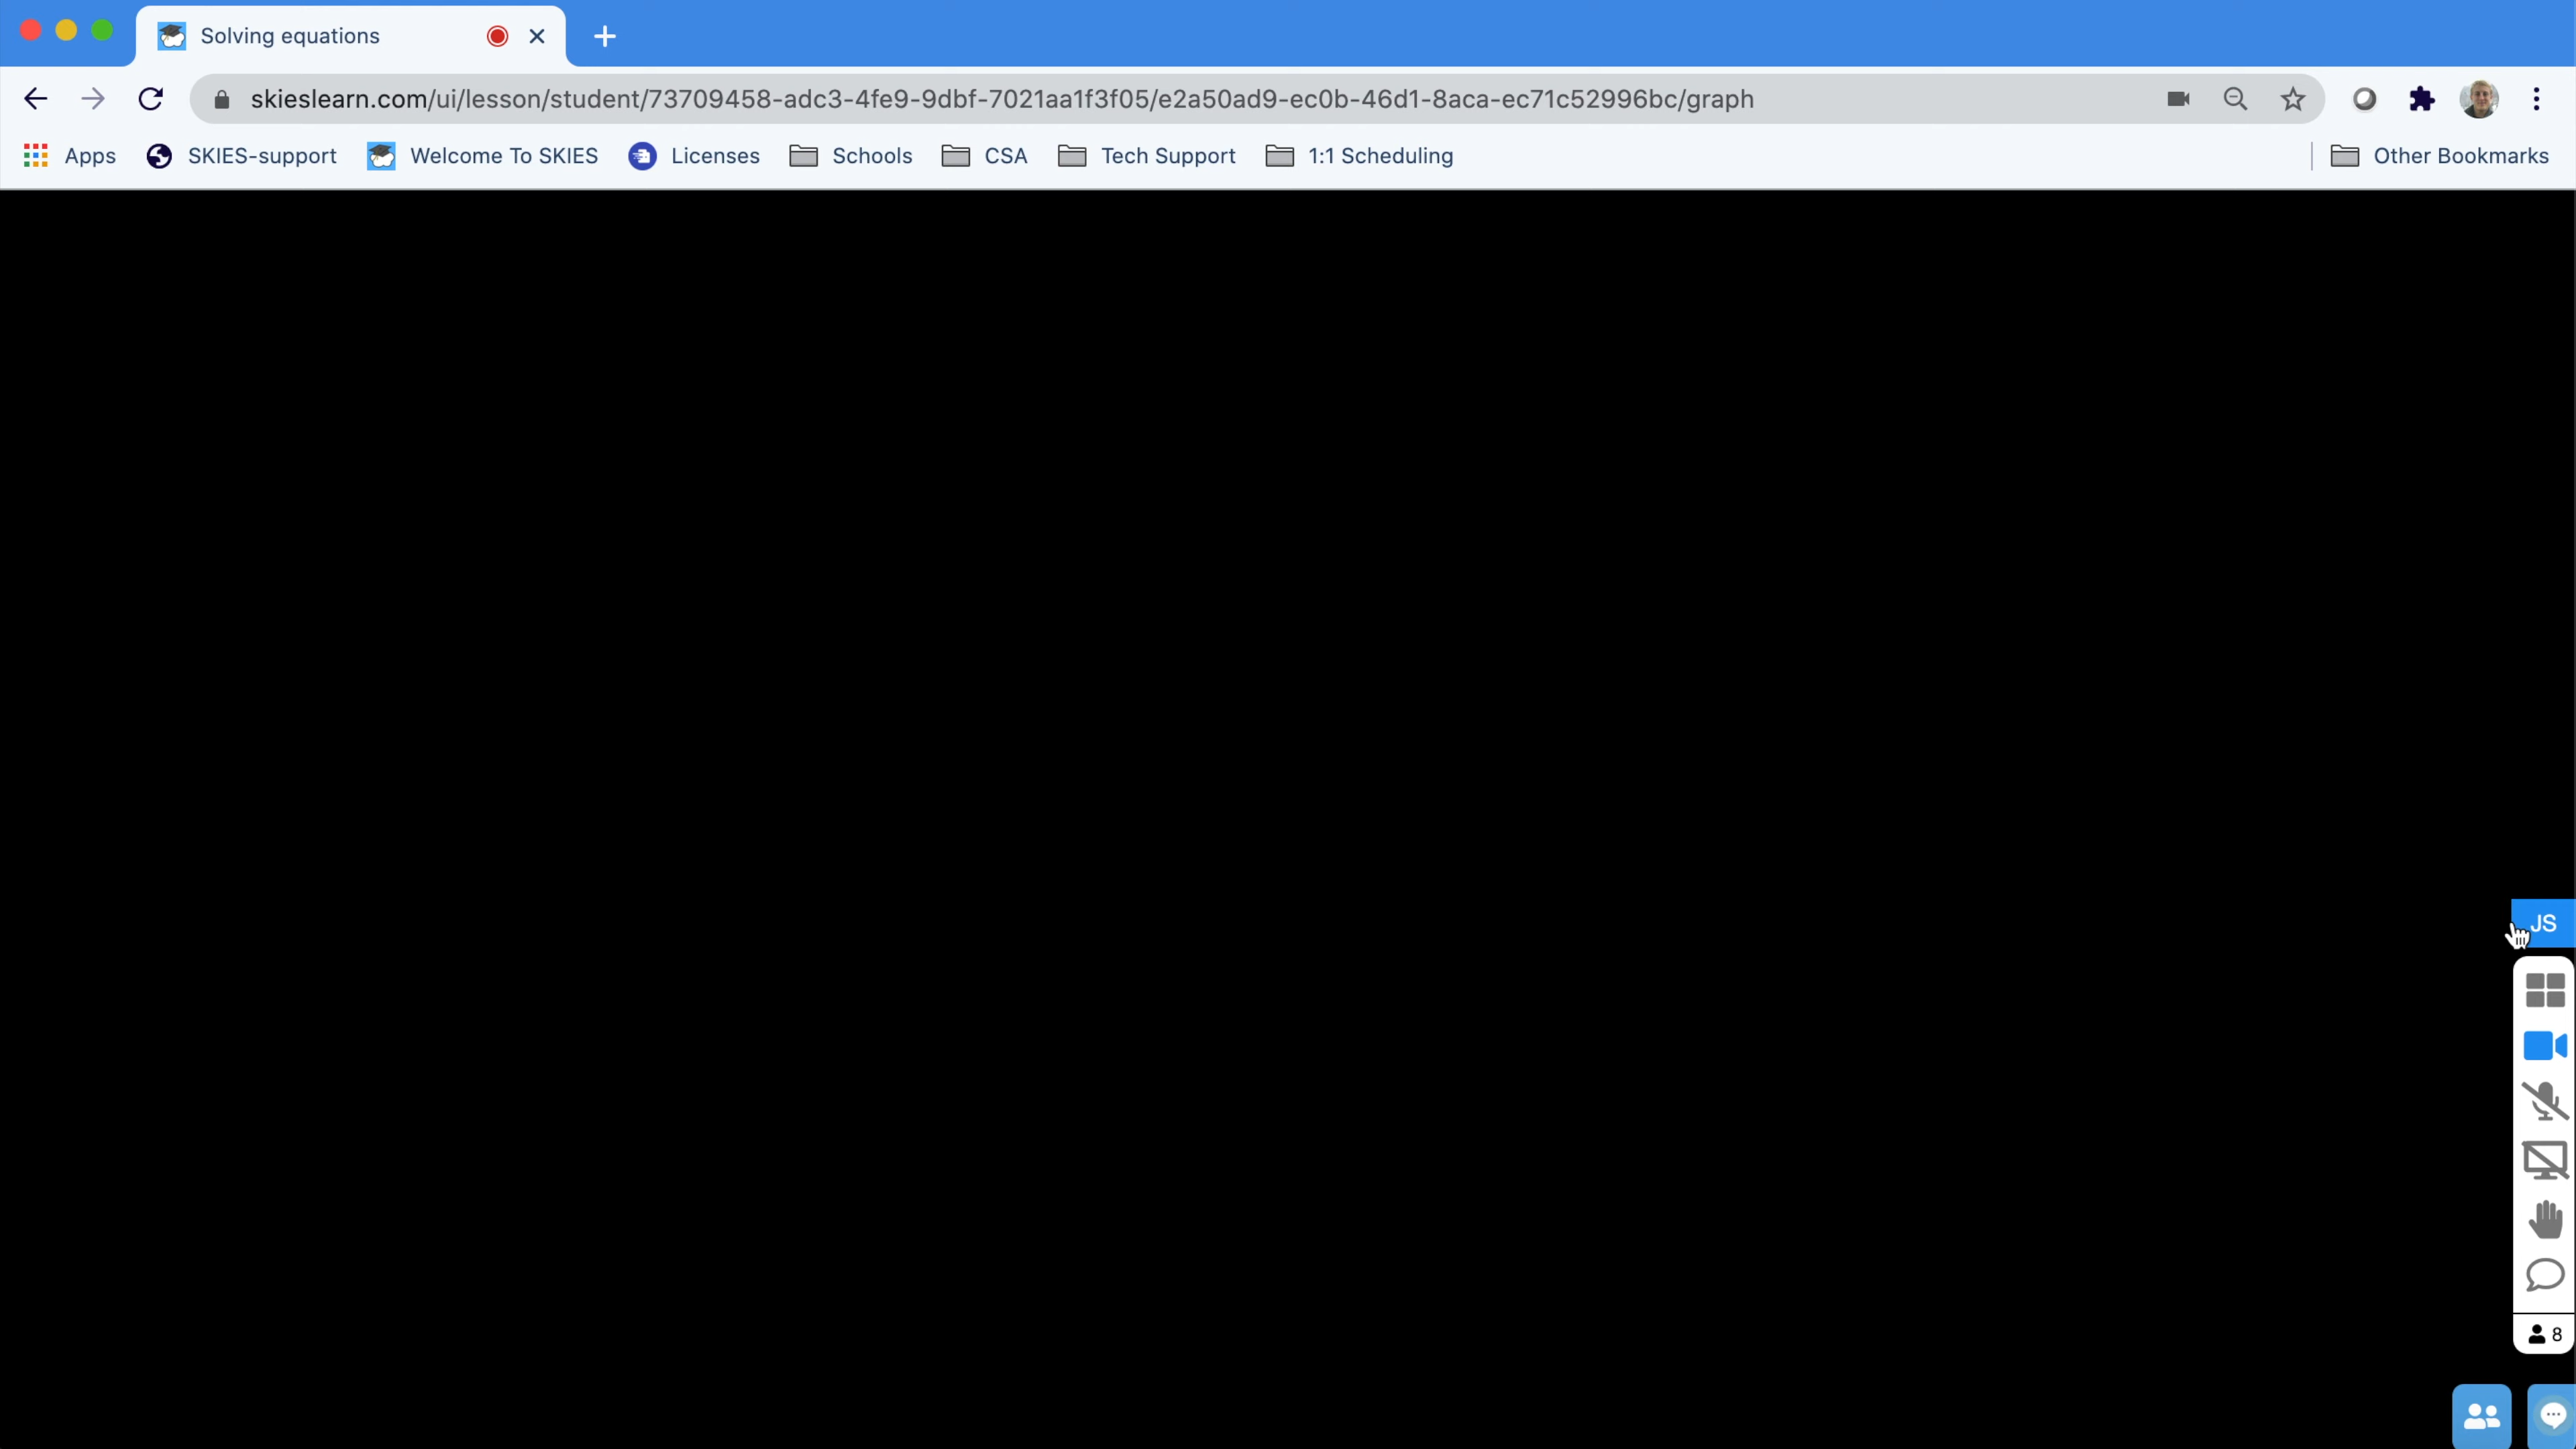 Solving equations
skieslearn.com/ui/lesson/student/73709458-adc3-4fe9-9dbf-7021aa1f3f05/e2a50ad9-ec0b-46d1-8aca-ec71c52996bc/graph
Apps SKIES-support Welcome To SKIES Licenses Schools CSA Tech Support 1:1 Scheduling Other Bookmarks
JS
8